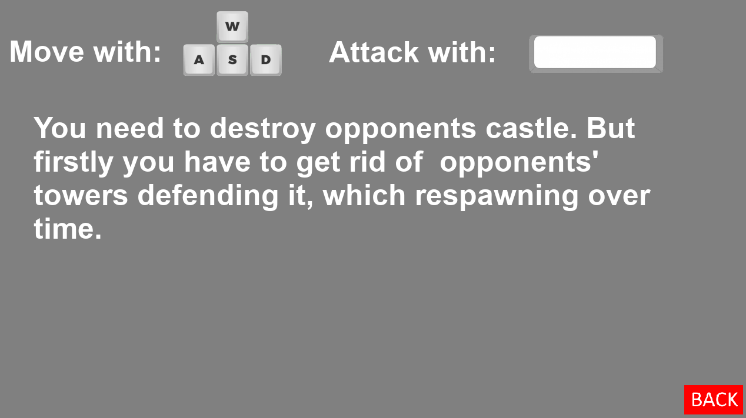 W
Move with: A S D Attack with:
You need to destroy opponents castle. But
firstly you have to get rid of  opponents'
towers defending it, which respawning over
time.
BACK